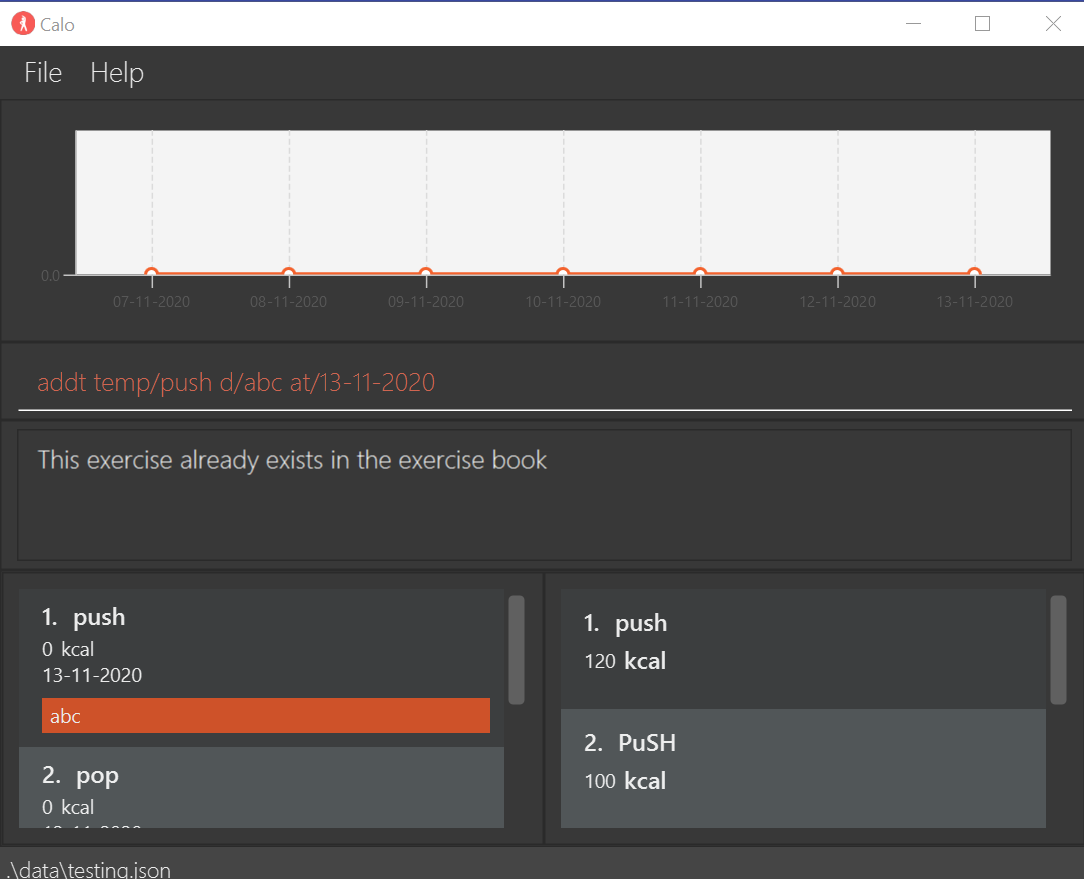 Calo
File Help
0.0
07-11-2020 08-11-2020 09-11-2020 10-11-2020 11-11-2020 12-11-2020 13-11-2020
addt temp/push d/abc at/13-11-2020
This exercise already exists in the exercise book
1. push
0 kcal
13-11-2020
abc
2. pop
0 kcal
1. push
120 kcal
2. PuSH
100 kcal
.\data\testing.json